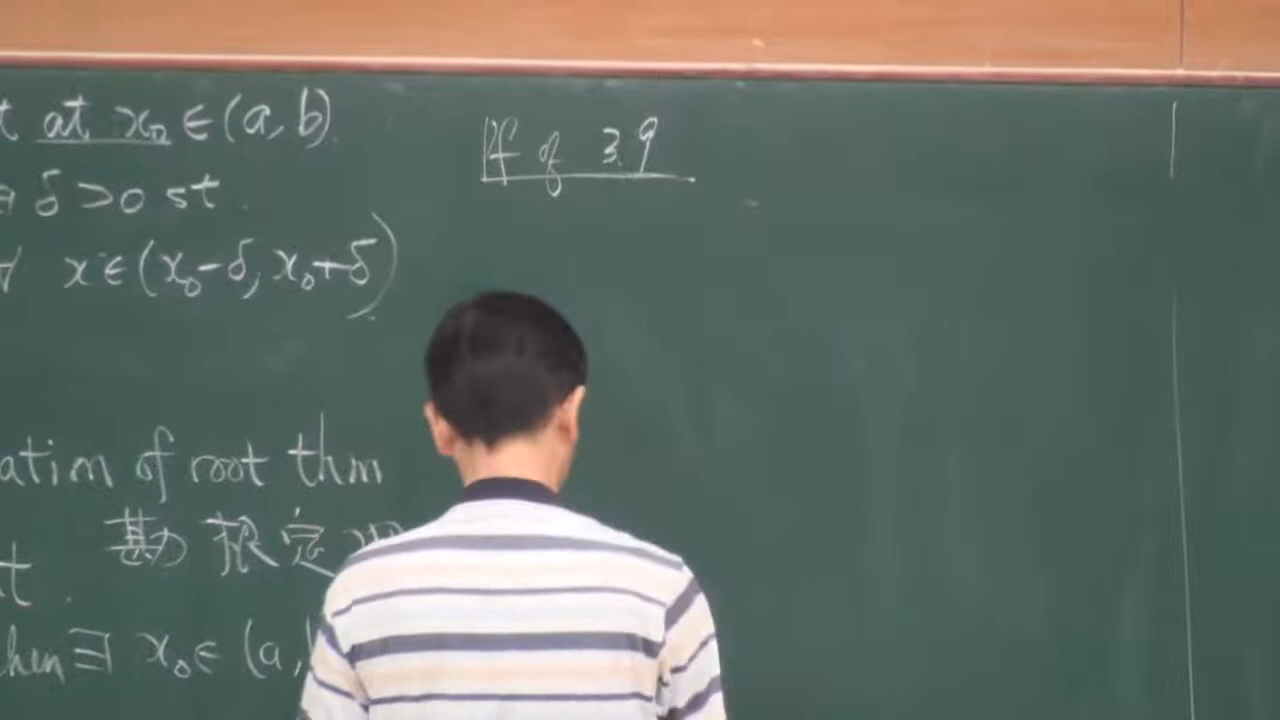 t at x₀ ∈ (a, b).
δ > 0 st.
∀ x ∈ (x₀-δ, x₀+δ)
ation of root thm
勘根定理
t.
then ∃ x₀ ∈ (a,
Pf of 3.9